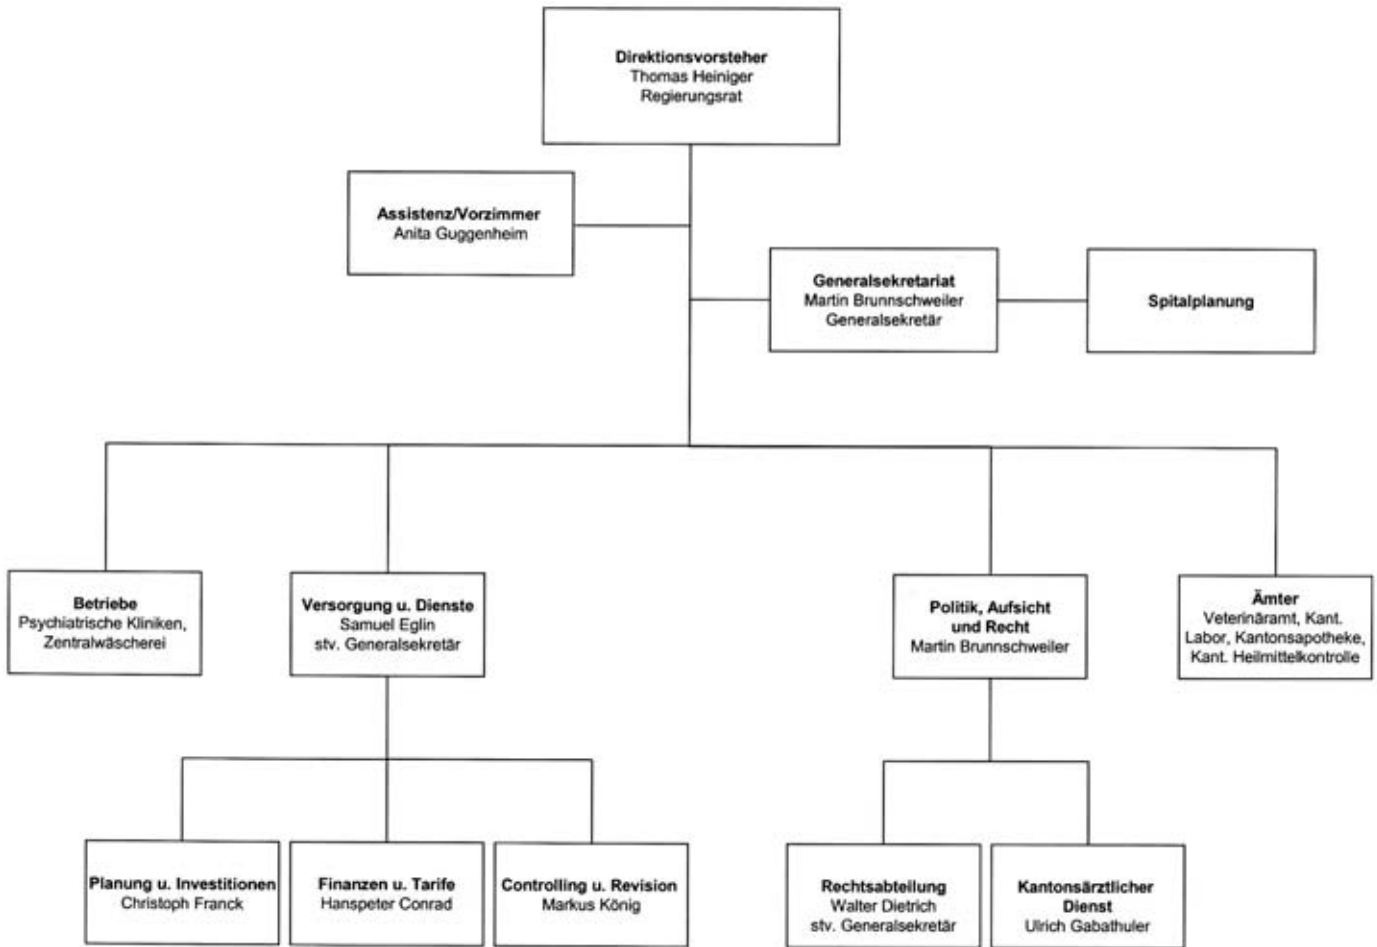 Direktionsvorsteher
Thomas Heiniger
Regierungsrat
Assistenz/Vorzimmer
Anita Guggenheim
Generalsekretariat
Martin Brunnschweiler
Generalsekretär
Spitalplanung
Betriebe
Psychiatrische Kliniken,
Zentralwäscherei
Versorgung u. Dienste
Samuel Eglin
stv. Generalsekretär
Politik, Aufsicht
und Recht
Martin Brunnschweiler
Ämter
Veterinäramt, Kant.
Labor, Kantonsapotheke,
Kant. Heilmittelkontrolle
Planung u. Investitionen
Christoph Franck
Finanzen u. Tarife
Hanspeter Conrad
Controlling u. Revision
Markus König
Rechtsabteilung
Walter Dietrich
stv. Generalsekretär
Kantonsärztlicher
Dienst
Ulrich Gabathuler